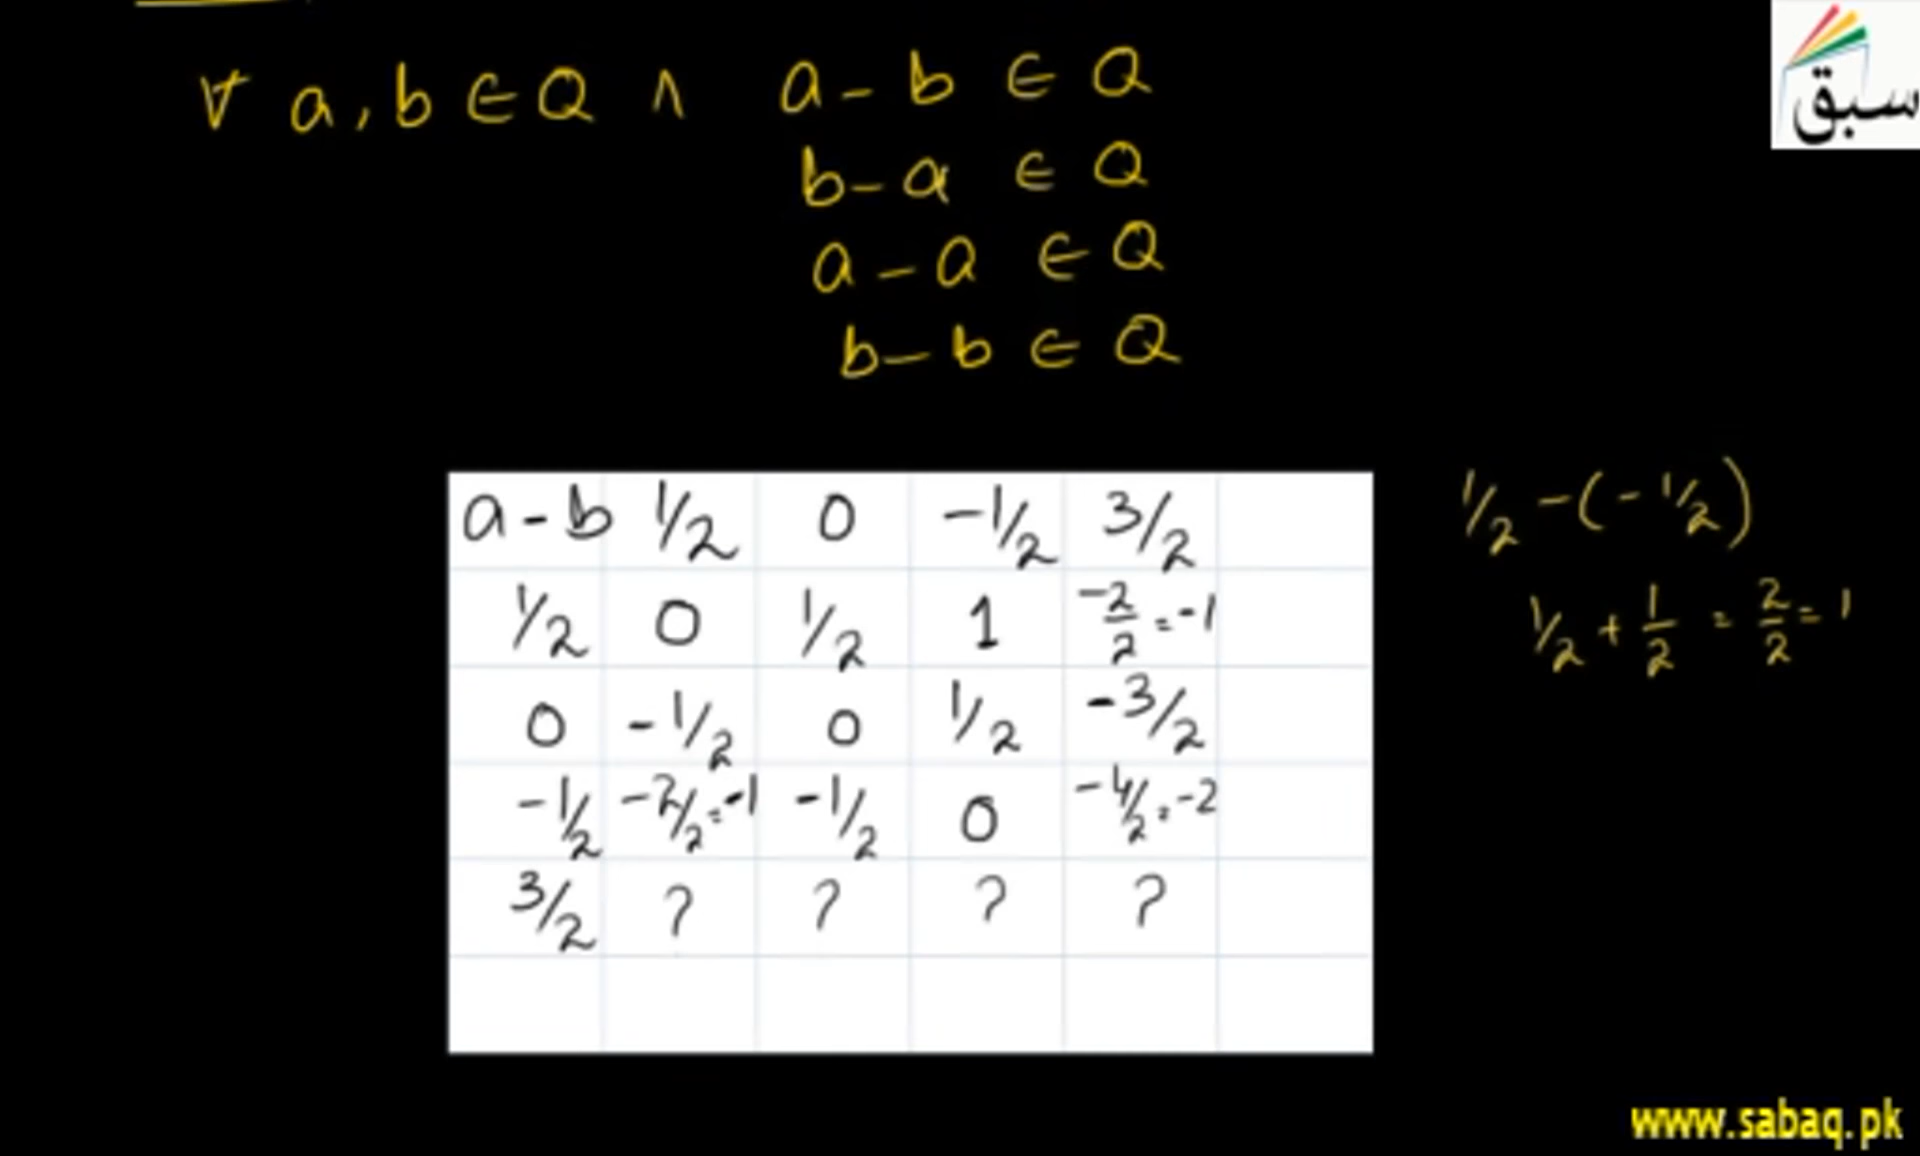 ∀ a, b ∈ Q ∧ a - b ∈ Q
b - a ∈ Q
a - a ∈ Q
b - b ∈ Q
سبق
a - b 1/2 0 -1/2 3/2
1/2 0 1/2 1 -2/2 = -1
0 -1/2 0 1/2 -3/2
-1/2 -2/2 = -1 -1/2 0 -4/2 = -2
3/2 ? ? ? ?
1/2 - (-1/2)
1/2 + 1/2 = 2/2 = 1
www.sabaq.pk